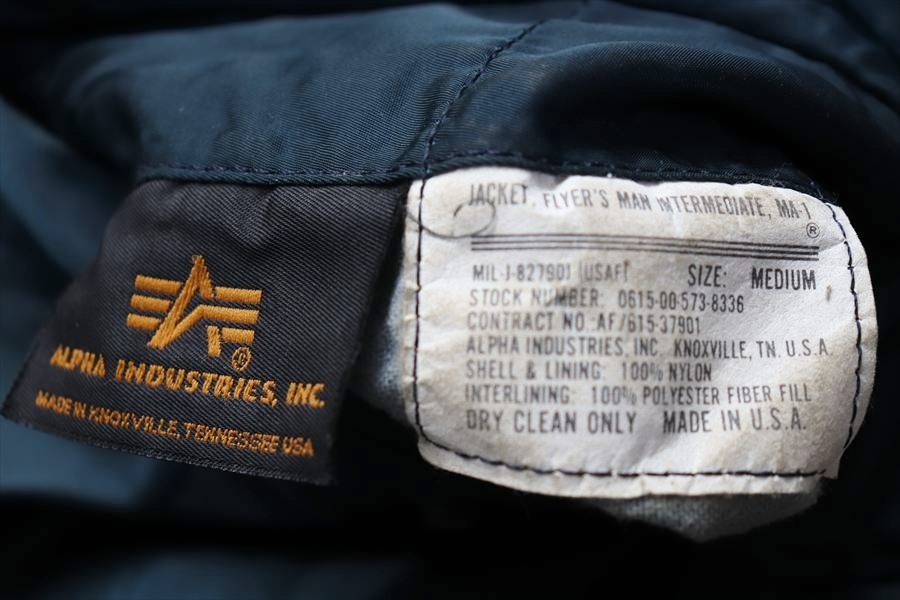 ALPHA INDUSTRIES, INC.
®
MADE IN KNOXVILLE, TENNESSEE USA
JACKET, FLYER'S MAN INTERMEDIATE, MA-1
®
MIL-J-82790J (USAF) SIZE: MEDIUM
STOCK NUMBER: 0615-00-573-8336
CONTRACT NO. AF/615-37901
ALPHA INDUSTRIES, INC. KNOXVILLE, TN. U.S.A.
SHELL & LINING: 100% NYLON
INTERLINING: 100% POLYESTER FIBER FILL
DRY CLEAN ONLY MADE IN U.S.A.